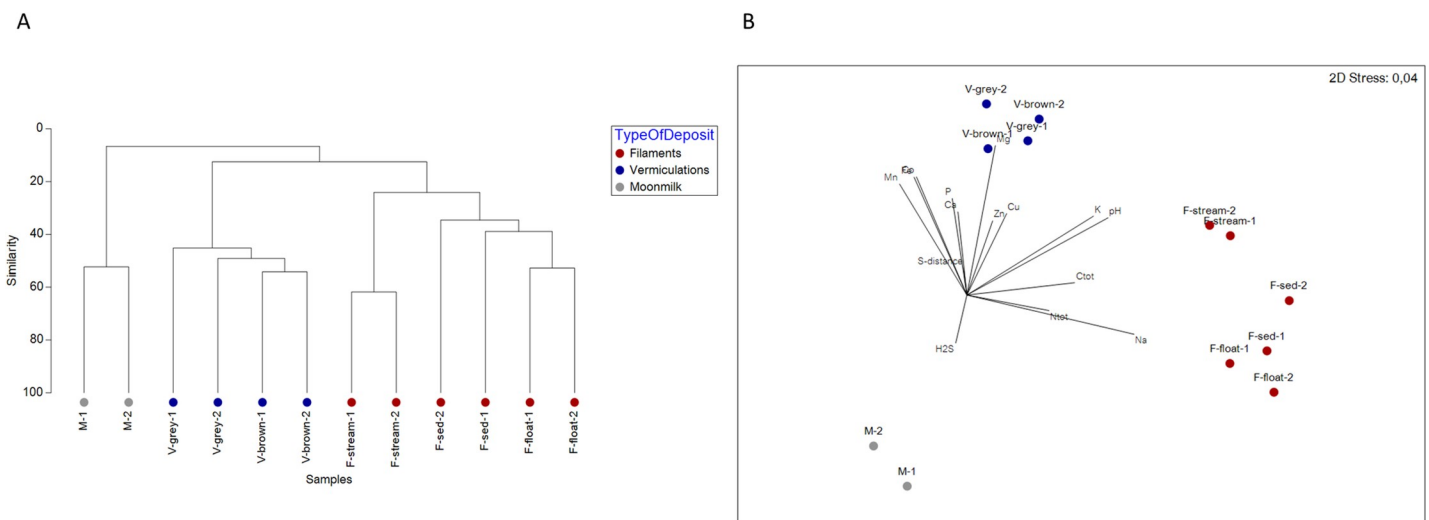 A
B
Similarity
0
20
40
60
80
100
M-1
M-2
V-grey-1
V-grey-2
V-brown-1
V-brown-2
F-stream-1
F-stream-2
F-sed-2
F-sed-1
F-float-1
F-float-2
Samples
TypeOfDeposit
Filaments
Vermiculations
Moonmilk
2D Stress: 0,04
V-grey-2
V-brown-2
V-grey-1
V-brown-1
Mg
Mn
P
Ca
Zn
Cu
K
pH
F-stream-2
F-stream-1
S-distance
Ctot
F-sed-2
Ntot
Na
H2S
F-sed-1
F-float-1
F-float-2
M-2
M-1